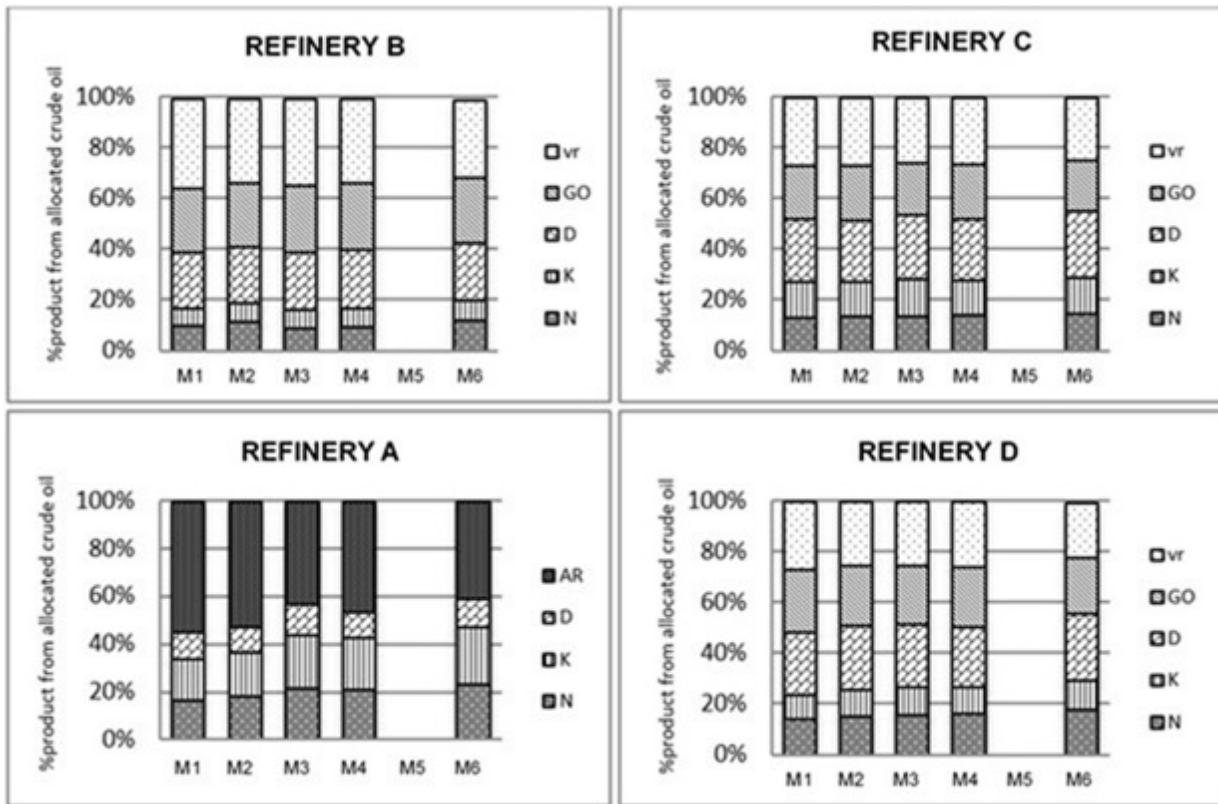 REFINERY B
%product from allocated crude oil
100%
80%
60%
40%
20%
0%
M1 M2 M3 M4 M5 M6
vr
GO
D
K
N
REFINERY C
%product from allocated crude oil
100%
80%
60%
40%
20%
0%
M1 M2 M3 M4 M5 M6
vr
GO
D
K
N
REFINERY A
%product from allocated crude oil
100%
80%
60%
40%
20%
0%
M1 M2 M3 M4 M5 M6
AR
D
K
N
REFINERY D
%product from allocated crude oil
100%
80%
60%
40%
20%
0%
M1 M2 M3 M4 M5 M6
vr
GO
D
K
N